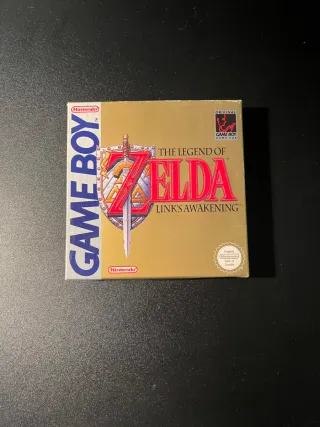 Nintendo
GAME BOY
ORIGINAL
GAME BOY
THE LEGEND OF
ZELDA
LINK'S AWAKENING
Nintendo